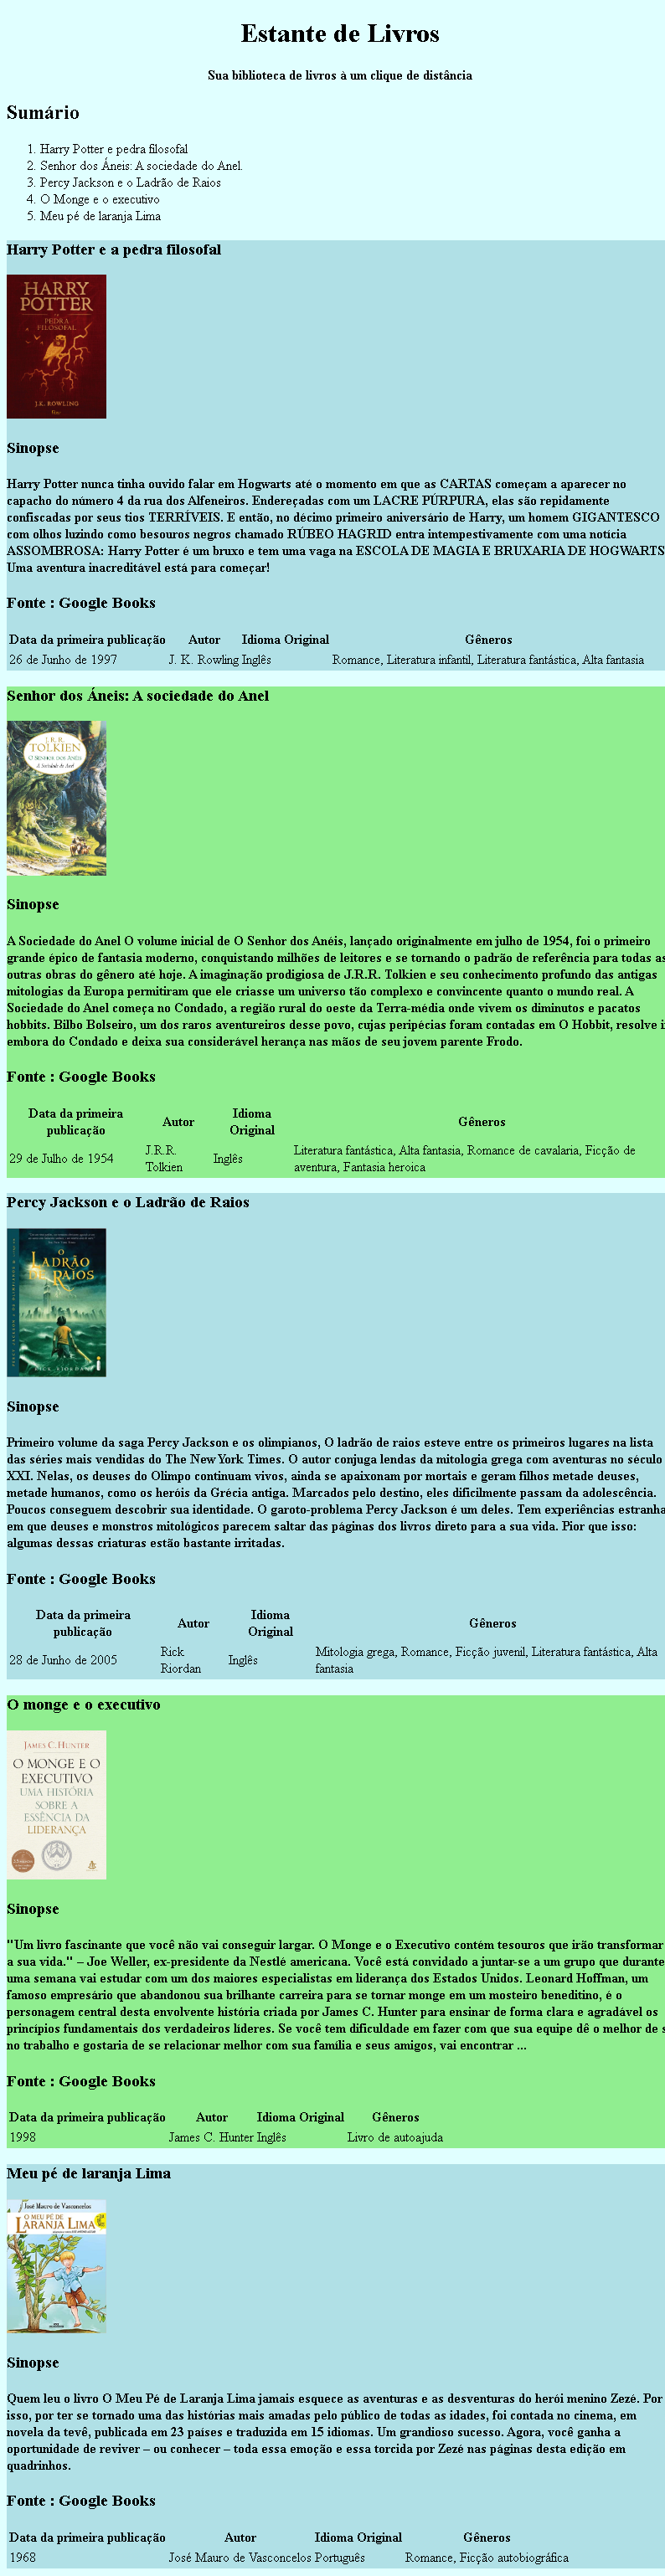 Estante de Livros
Sua biblioteca de livros à um clique de distância
Sumário
1. Harry Potter e pedra filosofal
2. Senhor dos Áneis: A sociedade do Anel.
3. Percy Jackson e o Ladrão de Raios
4. O Monge e o executivo
5. Meu pé de laranja Lima
Harry Potter e a pedra filosofal
HARRY
POTTER
PEDRA
FILOSOFAL
J.K. ROWLING
Sinopse
Harry Potter nunca tinha ouvido falar em Hogwarts até o momento em que as CARTAS começam a aparecer no
capacho do número 4 da rua dos Alfeneiros. Endereçadas com um LACRE PÚRPURA, elas são repidamente
confiscadas por seus tios TERRÍVEIS. E então, no décimo primeiro aniversário de Harry, um homem GIGANTESCO
com olhos luzindo como besouros negros chamado RÚBEO HAGRID entra intempestivamente com uma notícia
ASSOMBROSA: Harry Potter é um bruxo e tem uma vaga na ESCOLA DE MAGIA E BRUXARIA DE HOGWARTS
Uma aventura inacreditável está para começar!
Fonte : Google Books
Data da primeira publicação Autor Idioma Original Gêneros
26 de Junho de 1997 J. K. Rowling Inglês Romance, Literatura infantil, Literatura fantástica, Alta fantasia
Senhor dos Áneis: A sociedade do Anel
J.R.R.
TOLKIEN
O SENHOR DOS ANÉIS
A Sociedade do Anel
Sinopse
A Sociedade do Anel O volume inicial de O Senhor dos Anéis, lançado originalmente em julho de 1954, foi o primeiro
grande épico de fantasia moderno, conquistando milhões de leitores e se tornando o padrão de referência para todas as
outras obras do gênero até hoje. A imaginação prodigiosa de J.R.R. Tolkien e seu conhecimento profundo das antigas
mitologias da Europa permitiram que ele criasse um universo tão complexo e convincente quanto o mundo real. A
Sociedade do Anel começa no Condado, a região rural do oeste da Terra-média onde vivem os diminutos e pacatos
hobbits. Bilbo Bolseiro, um dos raros aventureiros desse povo, cujas peripécias foram contadas em O Hobbit, resolve i
embora do Condado e deixa sua considerável herança nas mãos de seu jovem parente Frodo.
Fonte : Google Books
Data da primeira publicação Autor Idioma Original Gêneros
29 de Julho de 1954 J.R.R. Tolkien Inglês Literatura fantástica, Alta fantasia, Romance de cavalaria, Ficção de
aventura, Fantasia heroica
Percy Jackson e o Ladrão de Raios
O
LADRÃO
DE RAIOS
RICK RIORDAN
Sinopse
Primeiro volume da saga Percy Jackson e os olimpianos, O ladrão de raios esteve entre os primeiros lugares na lista
das séries mais vendidas do The New York Times. O autor conjuga lendas da mitologia grega com aventuras no século
XXI. Nelas, os deuses do Olimpo continuam vivos, ainda se apaixonam por mortais e geram filhos metade deuses,
metade humanos, como os heróis da Grécia antiga. Marcados pelo destino, eles dificilmente passam da adolescência.
Poucos conseguem descobrir sua identidade. O garoto-problema Percy Jackson é um deles. Tem experiências estranha
em que deuses e monstros mitológicos parecem saltar das páginas dos livros direto para a sua vida. Pior que isso:
algumas dessas criaturas estão bastante irritadas.
Fonte : Google Books
Data da primeira publicação Autor Idioma Original Gêneros
28 de Junho de 2005 Rick Riordan Inglês Mitologia grega, Romance, Ficção juvenil, Literatura fantástica, Alta
fantasia
O monge e o executivo
JAMES C. HUNTER
O MONGE E O
EXECUTIVO
UMA HISTÓRIA
SOBRE A
ESSÊNCIA DA
LIDERANÇA
Sinopse
"Um livro fascinante que você não vai conseguir largar. O Monge e o Executivo contém tesouros que irão transformar
a sua vida." – Joe Weller, ex-presidente da Nestlé americana. Você está convidado a juntar-se a um grupo que durante
uma semana vai estudar com um dos maiores especialistas em liderança dos Estados Unidos. Leonard Hoffman, um
famoso empresário que abandonou sua brilhante carreira para se tornar monge em um mosteiro beneditino, é o
personagem central desta envolvente história criada por James C. Hunter para ensinar de forma clara e agradável os
princípios fundamentais dos verdadeiros líderes. Se você tem dificuldade em fazer com que sua equipe dê o melhor de s
no trabalho e gostaria de se relacionar melhor com sua família e seus amigos, vai encontrar ...
Fonte : Google Books
Data da primeira publicação Autor Idioma Original Gêneros
1998 James C. Hunter Inglês Livro de autoajuda
Meu pé de laranja Lima
José Mauro de Vasconcelos
O MEU PÉ DE
LARANJA LIMA
Sinopse
Quem leu o livro O Meu Pé de Laranja Lima jamais esquece as aventuras e as desventuras do herói menino Zezé. Por
isso, por ter se tornado uma das histórias mais amadas pelo público de todas as idades, foi contada no cinema, em
novela da tevê, publicada em 23 países e traduzida em 15 idiomas. Um grandioso sucesso. Agora, você ganha a
oportunidade de reviver – ou conhecer – toda essa emoção e essa torcida por Zezé nas páginas desta edição em
quadrinhos.
Fonte : Google Books
Data da primeira publicação Autor Idioma Original Gêneros
1968 José Mauro de Vasconcelos Português Romance, Ficção autobiográfica